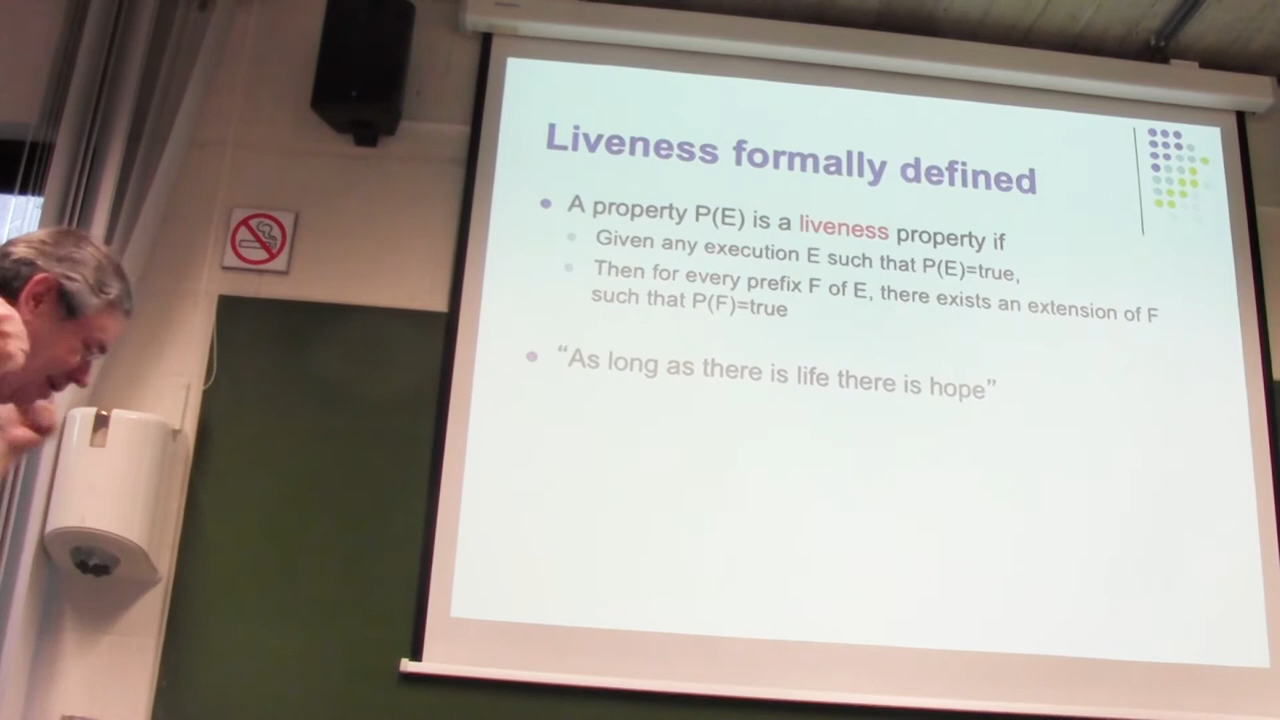 Liveness formally defined
A property P(E) is a liveness property if
Given any execution E such that P(E)=true,
Then for every prefix F of E, there exists an extension of F
such that P(F)=true
“As long as there is life there is hope”